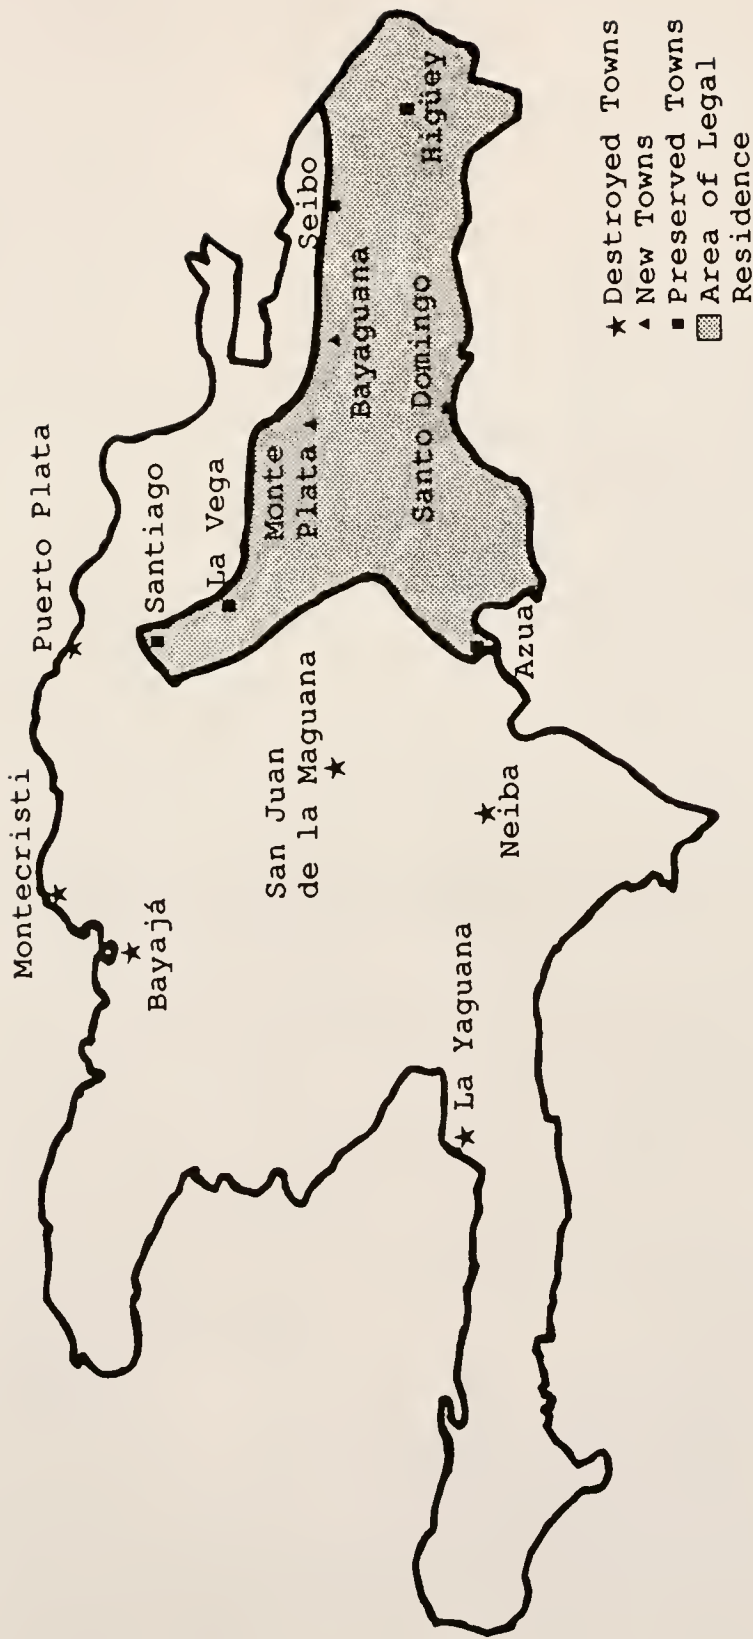 Montecristi
Puerto Plata
Bayajá
Santiago
La Vega
Seibo
San Juan
de la Maguana
Monte
Plata
Bayaguana
Higüey
Santo Domingo
La Yaguana
Neiba
Azua
★ Destroyed Towns
▲ New Towns
■ Preserved Towns
Area of Legal
Residence